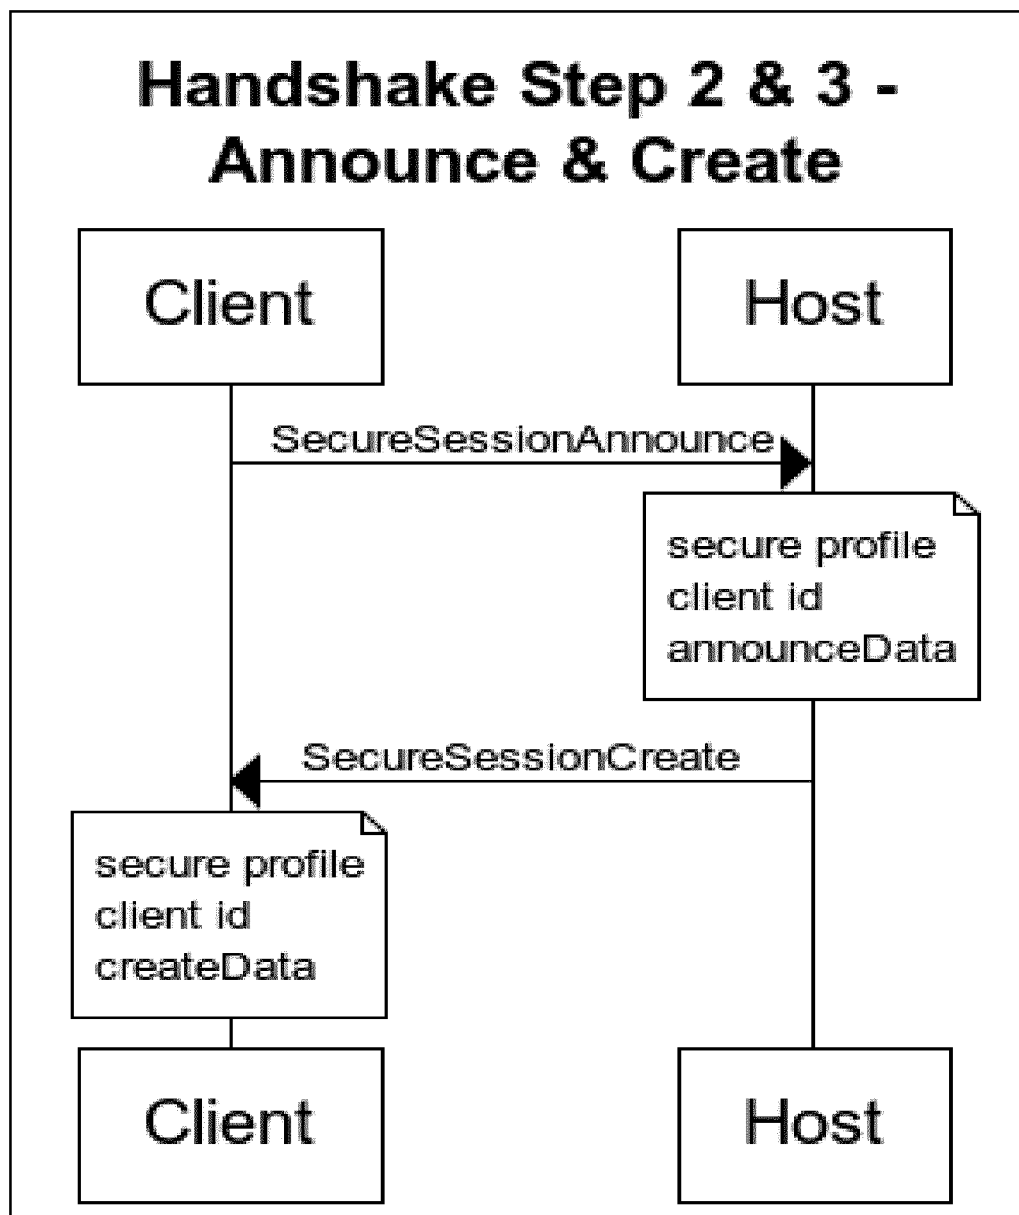 Handshake Step 2 & 3 -
Announce & Create
Client
Host
SecureSessionAnnounce
secure profile
client id
announceData
SecureSessionCreate
secure profile
client id
createData
Client
Host